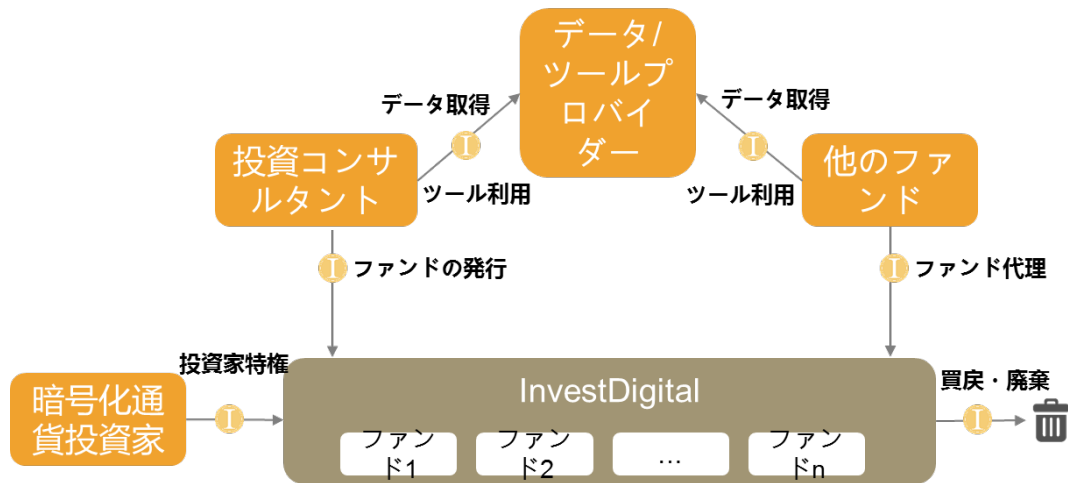 データ/
ツールプ
ロバイ
ダー
データ取得
データ取得
I
I
投資コンサ
ルタント
他のファ
ンド
ツール利用
ツール利用
I
ファンドの発行
I
ファンド代理
投資家特権
買戻・廃棄
InvestDigital
暗号化通
貨投資家
I
I
ファン
ド1
ファン
ド2
...
ファン
ドn